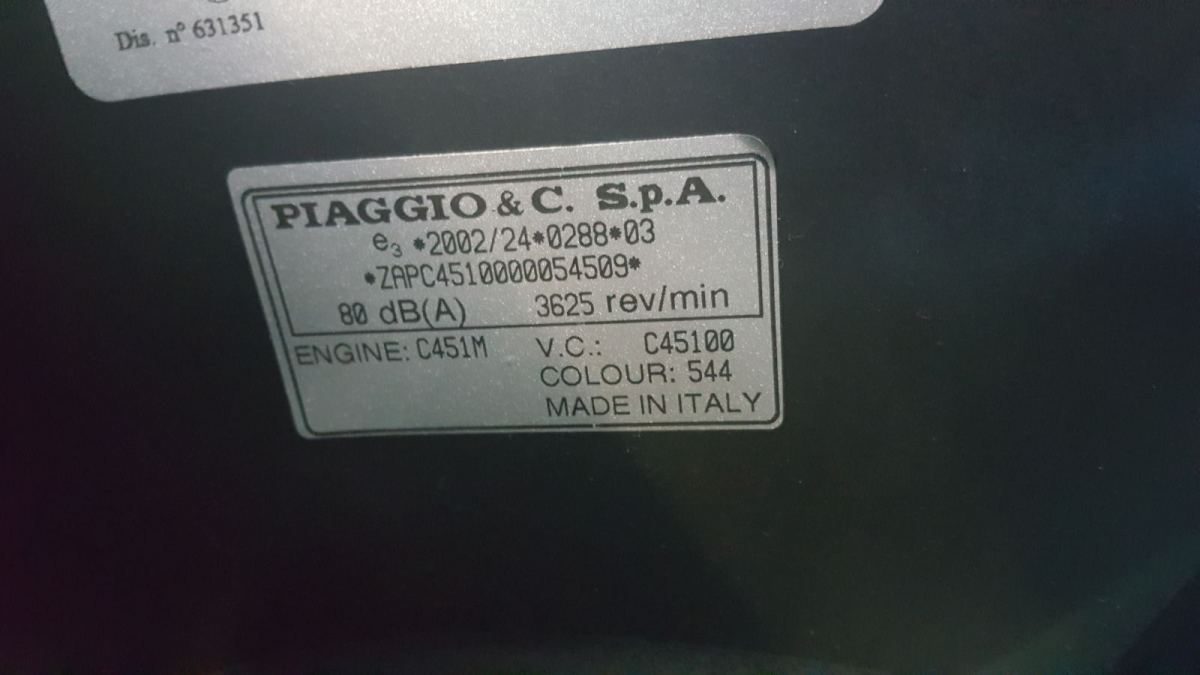 Dis. nº 631351
PIAGGIO & C. S.p.A.
e3 *2002/24*0288*03
*ZAPC4510000054509*
80 dB(A) 3625 rev/min
ENGINE: C451M V.C.: C45100
COLOUR: 544
MADE IN ITALY